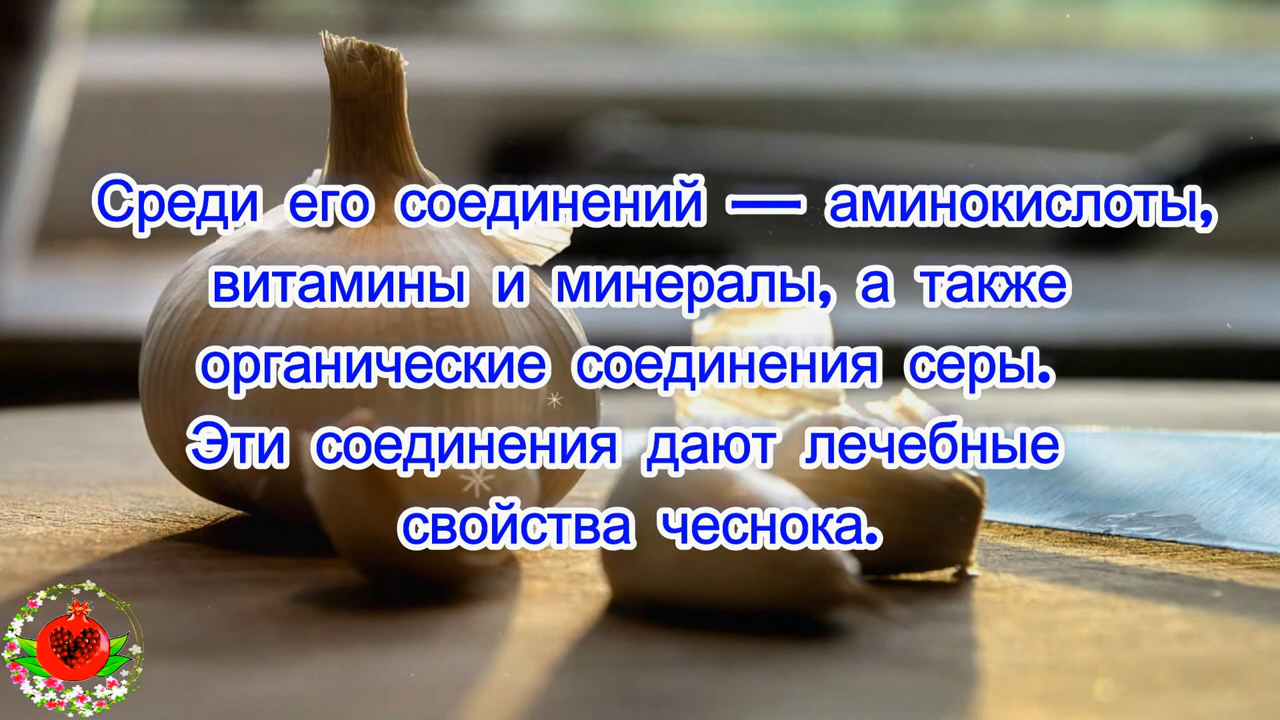 Среди его соединений — аминокислоты,
витамины и минералы, а также
органические соединения серы.
Эти соединения дают лечебные
свойства чеснока.